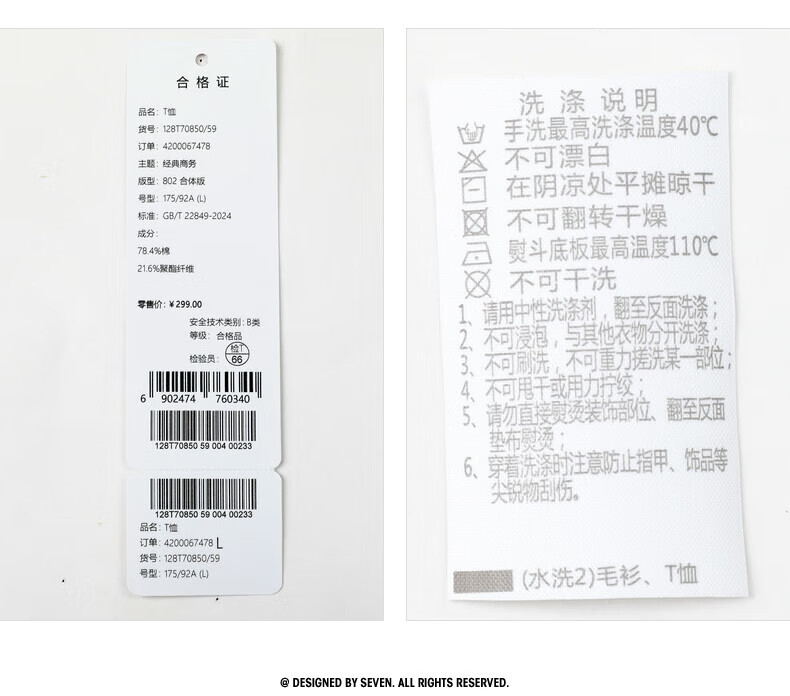 合格证
品名：T恤
货号：128T70850/59
订单：4200067478
主题：经典商务
版型：802 合体版
号型：175/92A (L)
标准：GB/T 22849-2024
成分：
78.4%棉
21.6%聚酯纤维
零售价：¥299.00
安全技术类别：B类
等级：合格品
检验员：
检T
66
6 902474 760340
128T70850 59 004 00233
128T70850 59 004 00233
品名：T恤
订单：4200067478 L
货号：128T70850/59
号型：175/92A (L)
洗涤说明
手洗最高洗涤温度40℃
不可漂白
在阴凉处平摊晾干
不可翻转干燥
熨斗底板最高温度110℃
不可干洗
1、请用中性洗涤剂，翻至反面洗涤；
2、不可浸泡，与其他衣物分开洗涤；
3、不可刷洗，不可重力搓洗某一部位；
4、不可甩干或用力拧绞；
5、请勿直接熨烫装饰部位、翻至反面
垫布熨烫；
6、穿着洗涤时注意防止指甲、饰品等
尖锐物刮伤。
(水洗2)毛衫、T恤
@ DESIGNED BY SEVEN. ALL RIGHTS RESERVED.